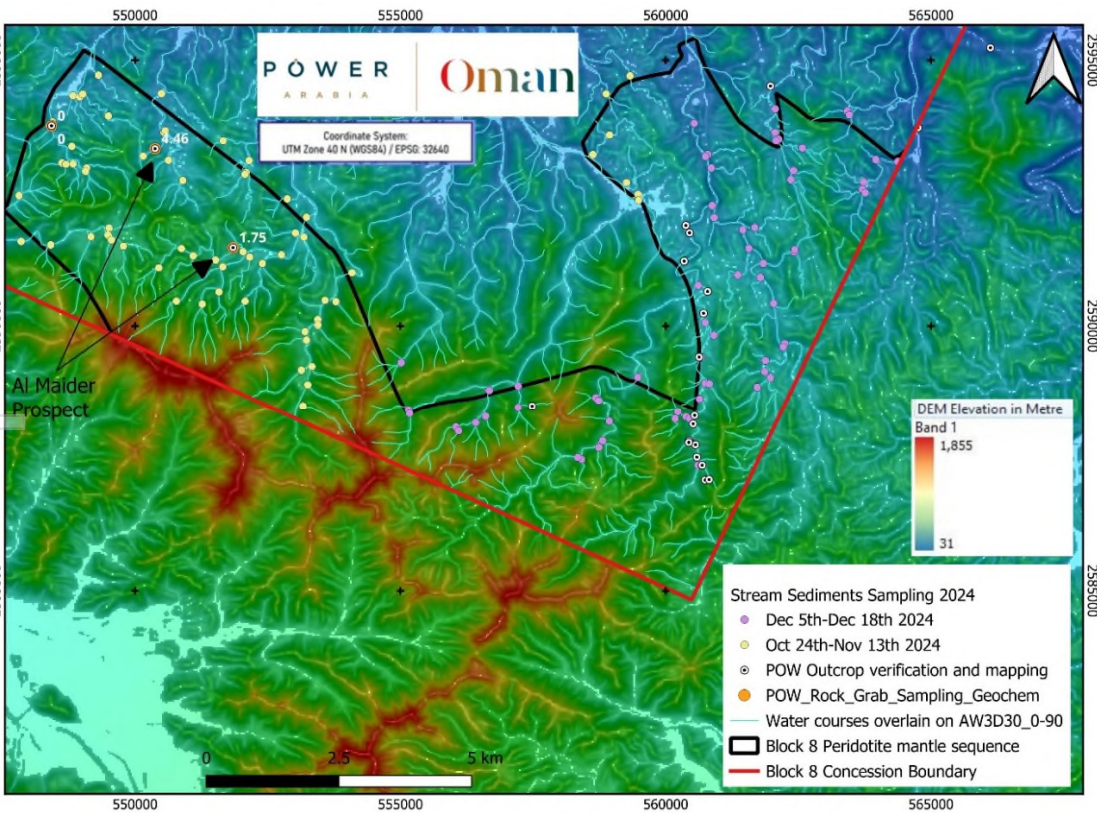 550000
555000
560000
565000
POWER
ARABIA
Oman
Coordinate System:
UTM Zone 40 N (WGS84) / EPSG: 32640
2595000
0
0
4.46
1.75
Al Maider
Prospect
DEM Elevation in Metre
Band 1
1,855
31
Stream Sediments Sampling 2024
Dec 5th-Dec 18th 2024
Oct 24th-Nov 13th 2024
POW Outcrop verification and mapping
POW_Rock_Grab_Sampling_Geochem
Water courses overlain on AW3D30_0-90
Block 8 Peridotite mantle sequence
Block 8 Concession Boundary
2590000
2585000
0
2.5
5 km
550000
555000
560000
565000